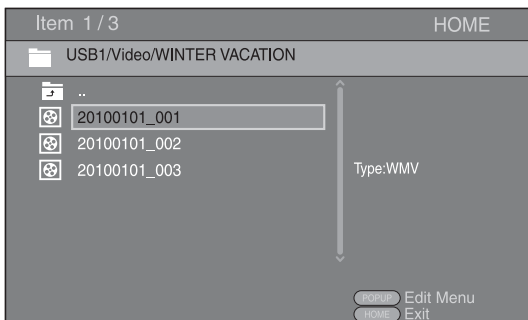 Item 1/3 HOME
USB1/Video/WINTER VACATION
..
20100101_001
20100101_002
20100101_003
Type:WMV
POPUP Edit Menu
HOME Exit